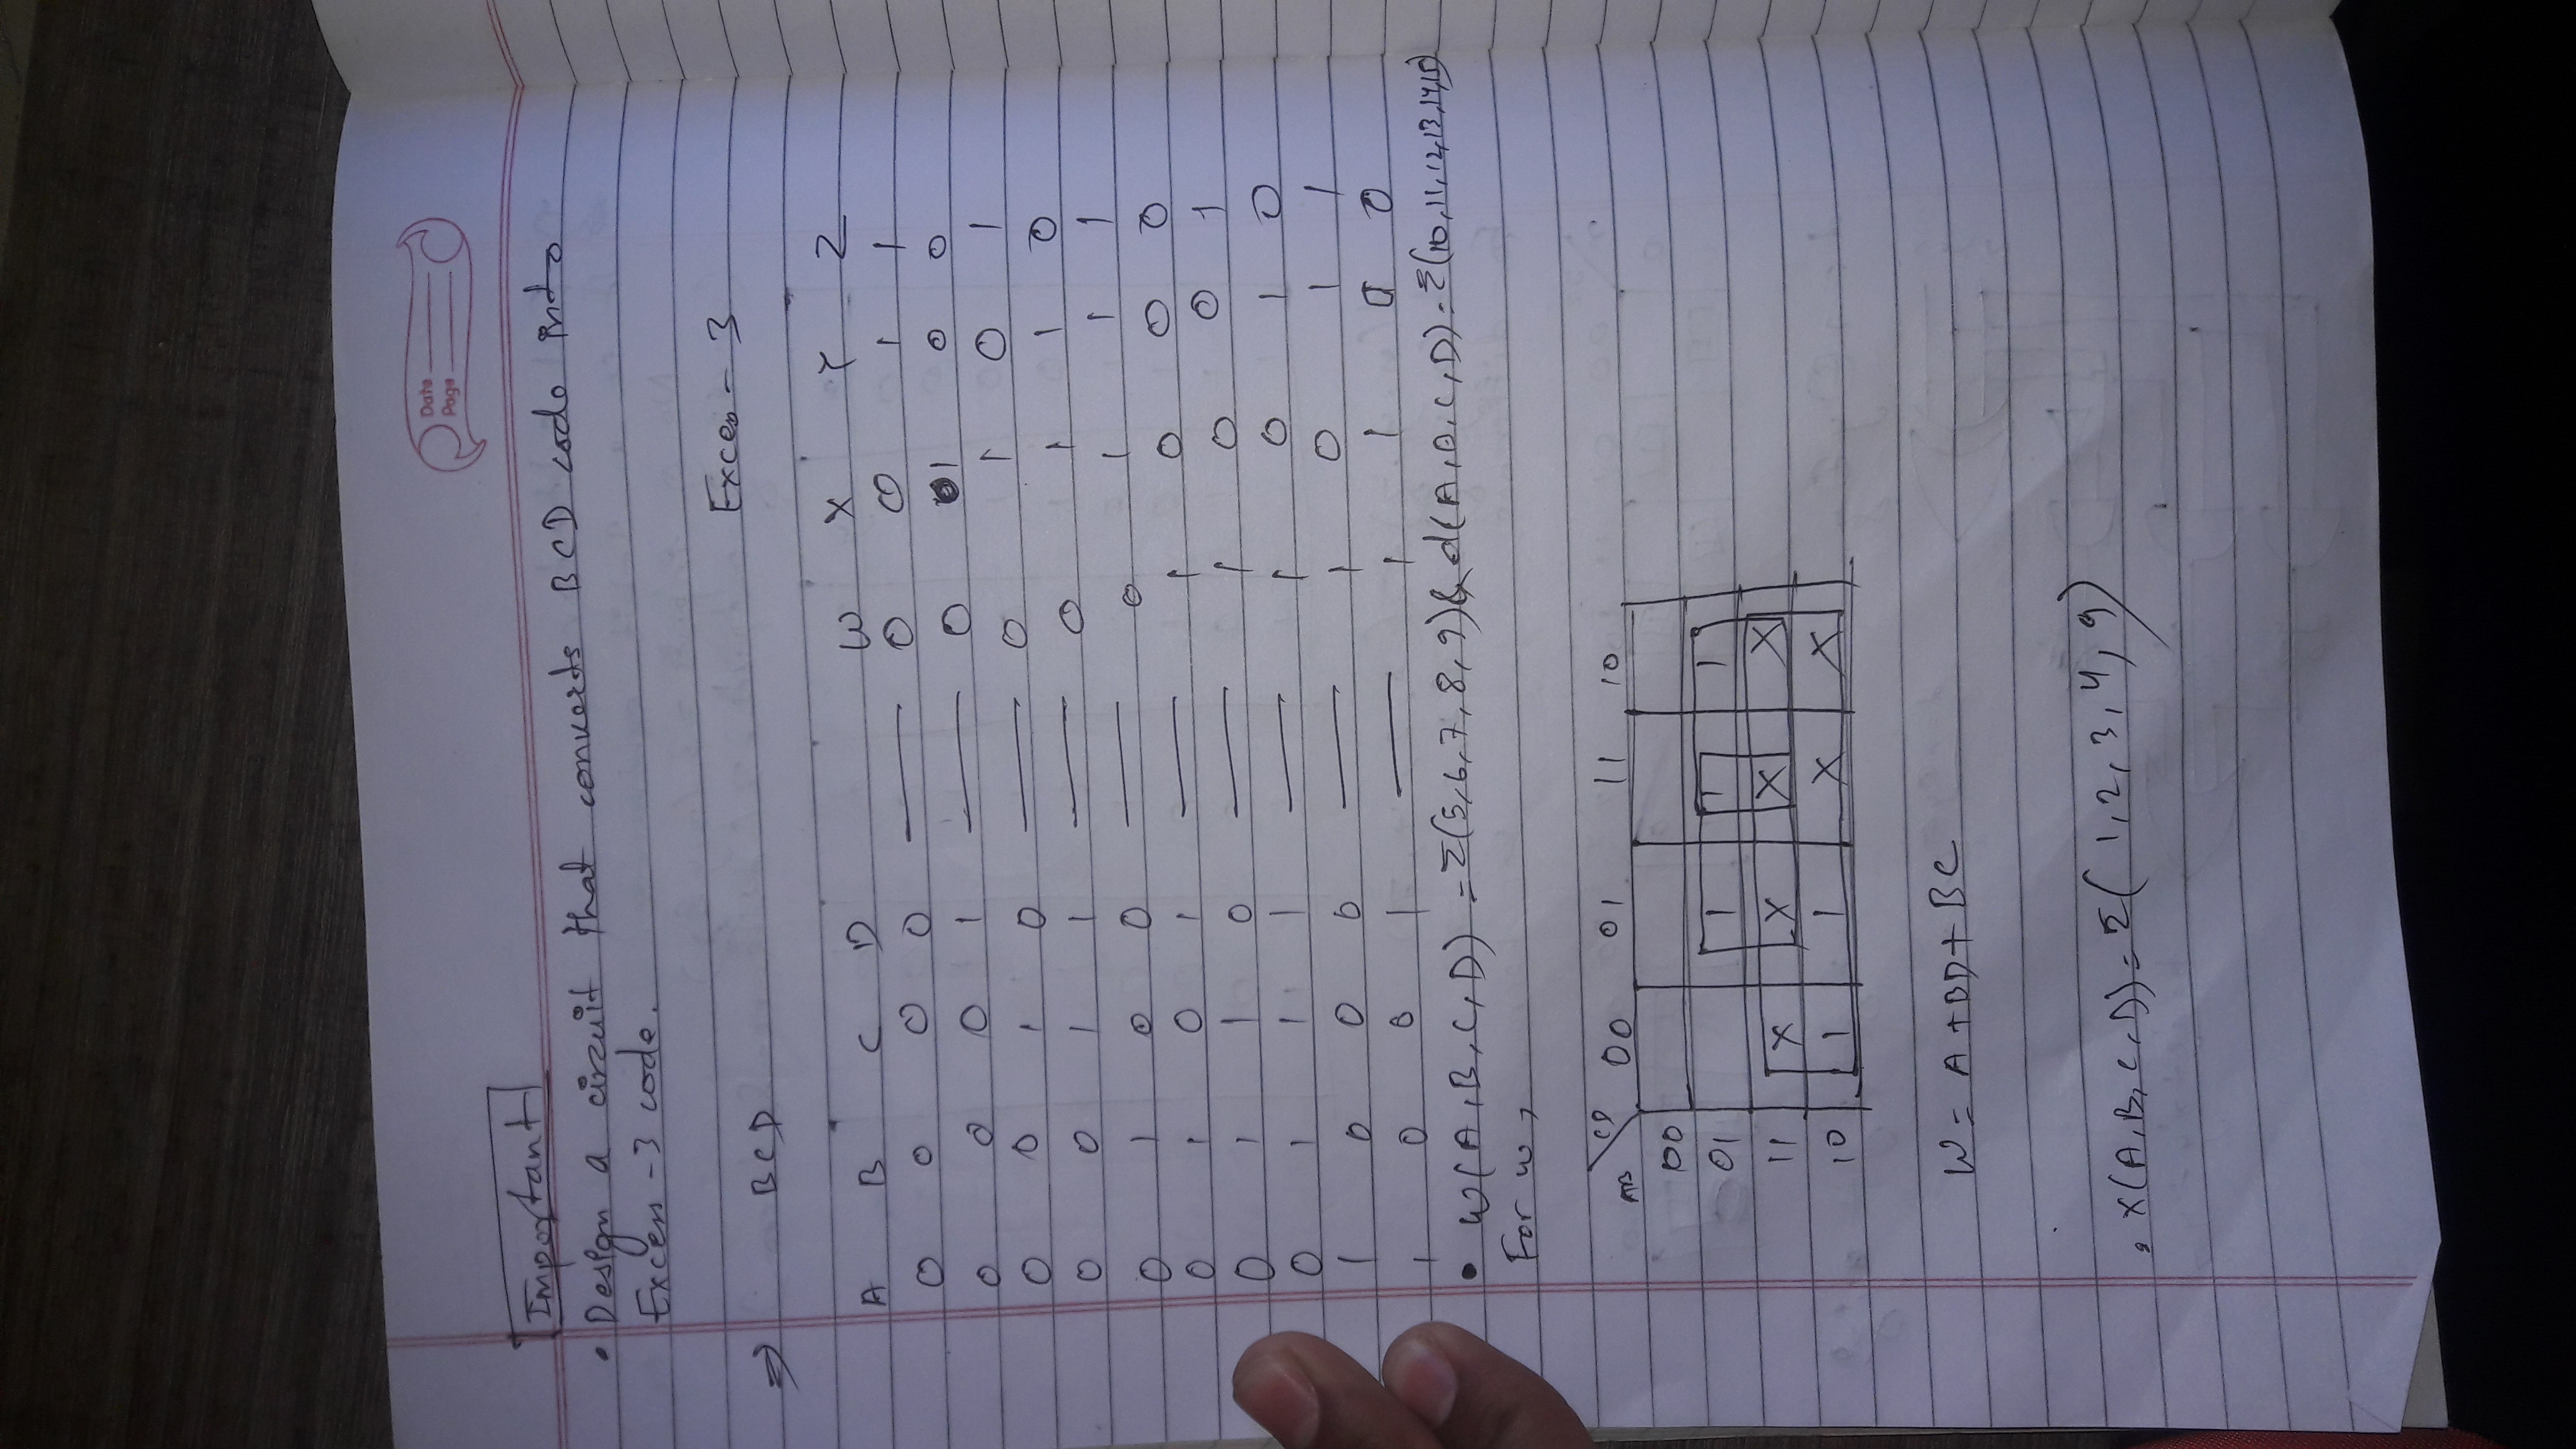 Date
Page
Important
• Design a circuit that converts BCD code into
Excess - 3 code.
⇒ BCD Excess - 3
A B C D W X Y Z
0 0 0 0 — 0 0 1 1
0 0 0 1 — 0 1 0 0
0 0 1 0 — 0 1 0 1
0 0 1 1 — 0 1 1 0
0 1 0 0 — 0 1 1 1
0 1 0 1 — 1 0 0 0
0 1 1 0 — 1 0 0 1
0 1 1 1 — 1 0 1 0
1 0 0 0 — 1 0 1 1
1 0 0 1 — 1 1 0 0
• W(A,B,C,D) = Σ(5,6,7,8,9) & d(A,B,C,D) = Σ(10,11,12,13,14,15)
For w,
AB CD 00 01 11 10
00
01 1 1 1
11 X X X X
10 1 1 X X
W = A + BD + BC
• X(A,B,C,D) = Σ(1,2,3,4,9)